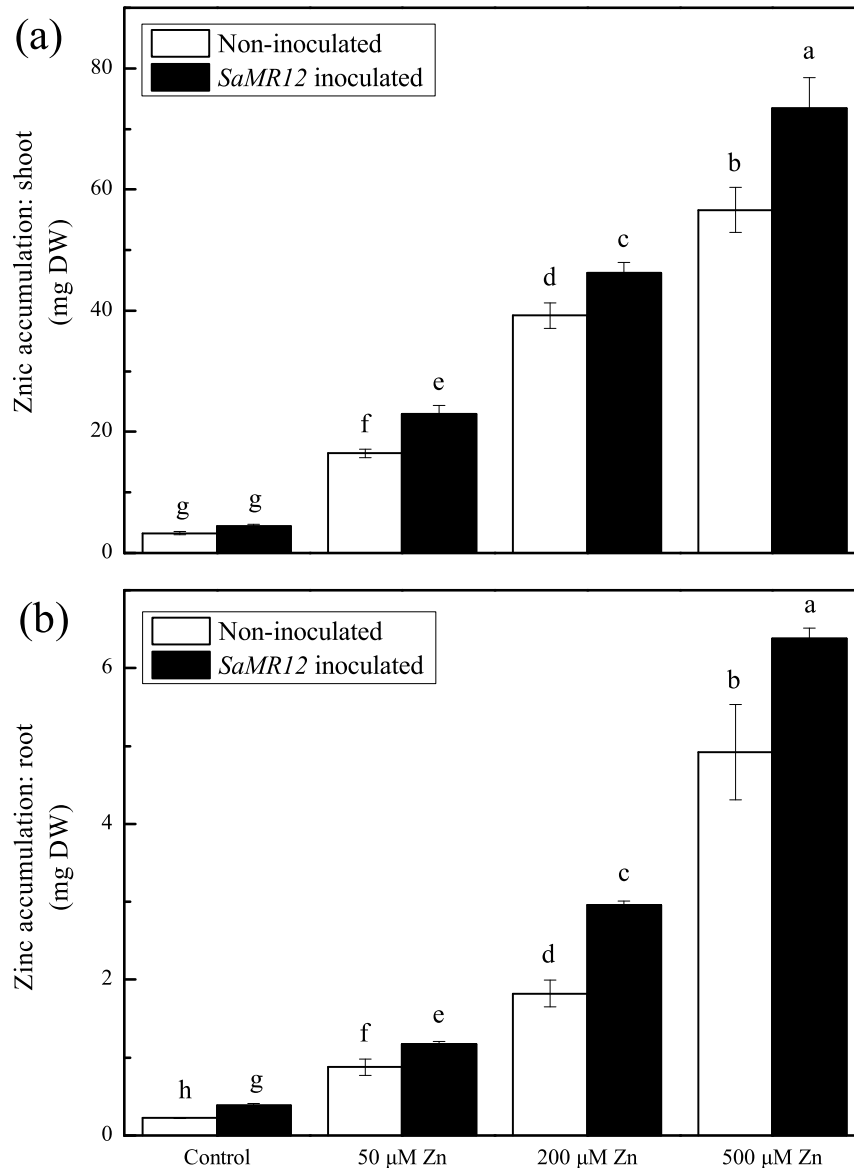 (a)
Non-inoculated
SaMR12 inoculated
Znic accumulation: shoot
(mg DW)
80
60
40
20
0
g
g
f
e
d
c
b
a
(b)
Non-inoculated
SaMR12 inoculated
Zinc accumulation: root
(mg DW)
6
4
2
0
h
g
f
e
d
c
b
a
Control
50 μM Zn
200 μM Zn
500 μM Zn